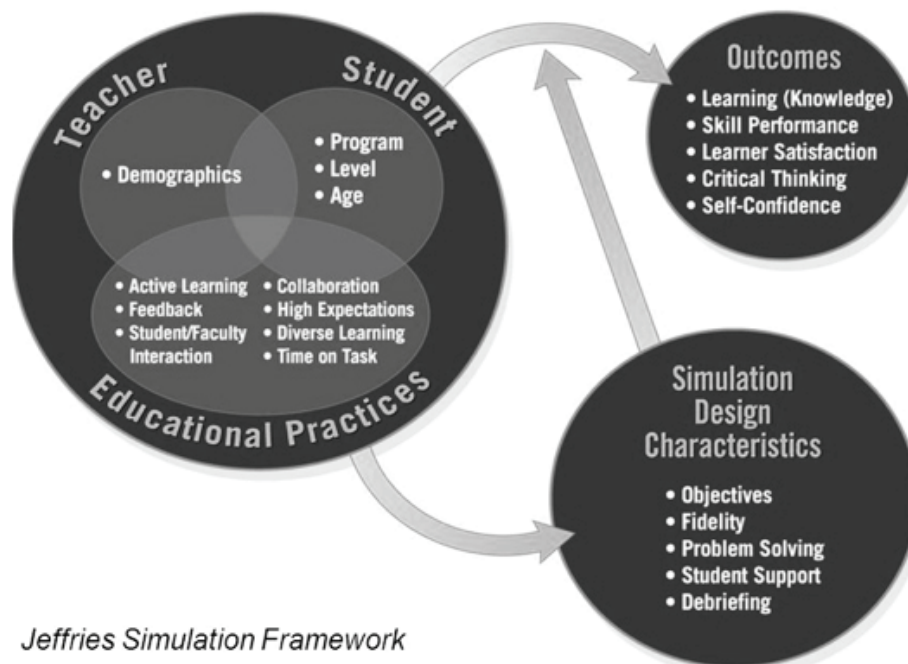 Teacher
Student
• Demographics
• Program
• Level
• Age
• Active Learning
• Feedback
• Student/Faculty
Interaction
• Collaboration
• High Expectations
• Diverse Learning
• Time on Task
Educational Practices
Outcomes
• Learning (Knowledge)
• Skill Performance
• Learner Satisfaction
• Critical Thinking
• Self-Confidence
Simulation
Design
Characteristics
• Objectives
• Fidelity
• Problem Solving
• Student Support
• Debriefing
Jeffries Simulation Framework